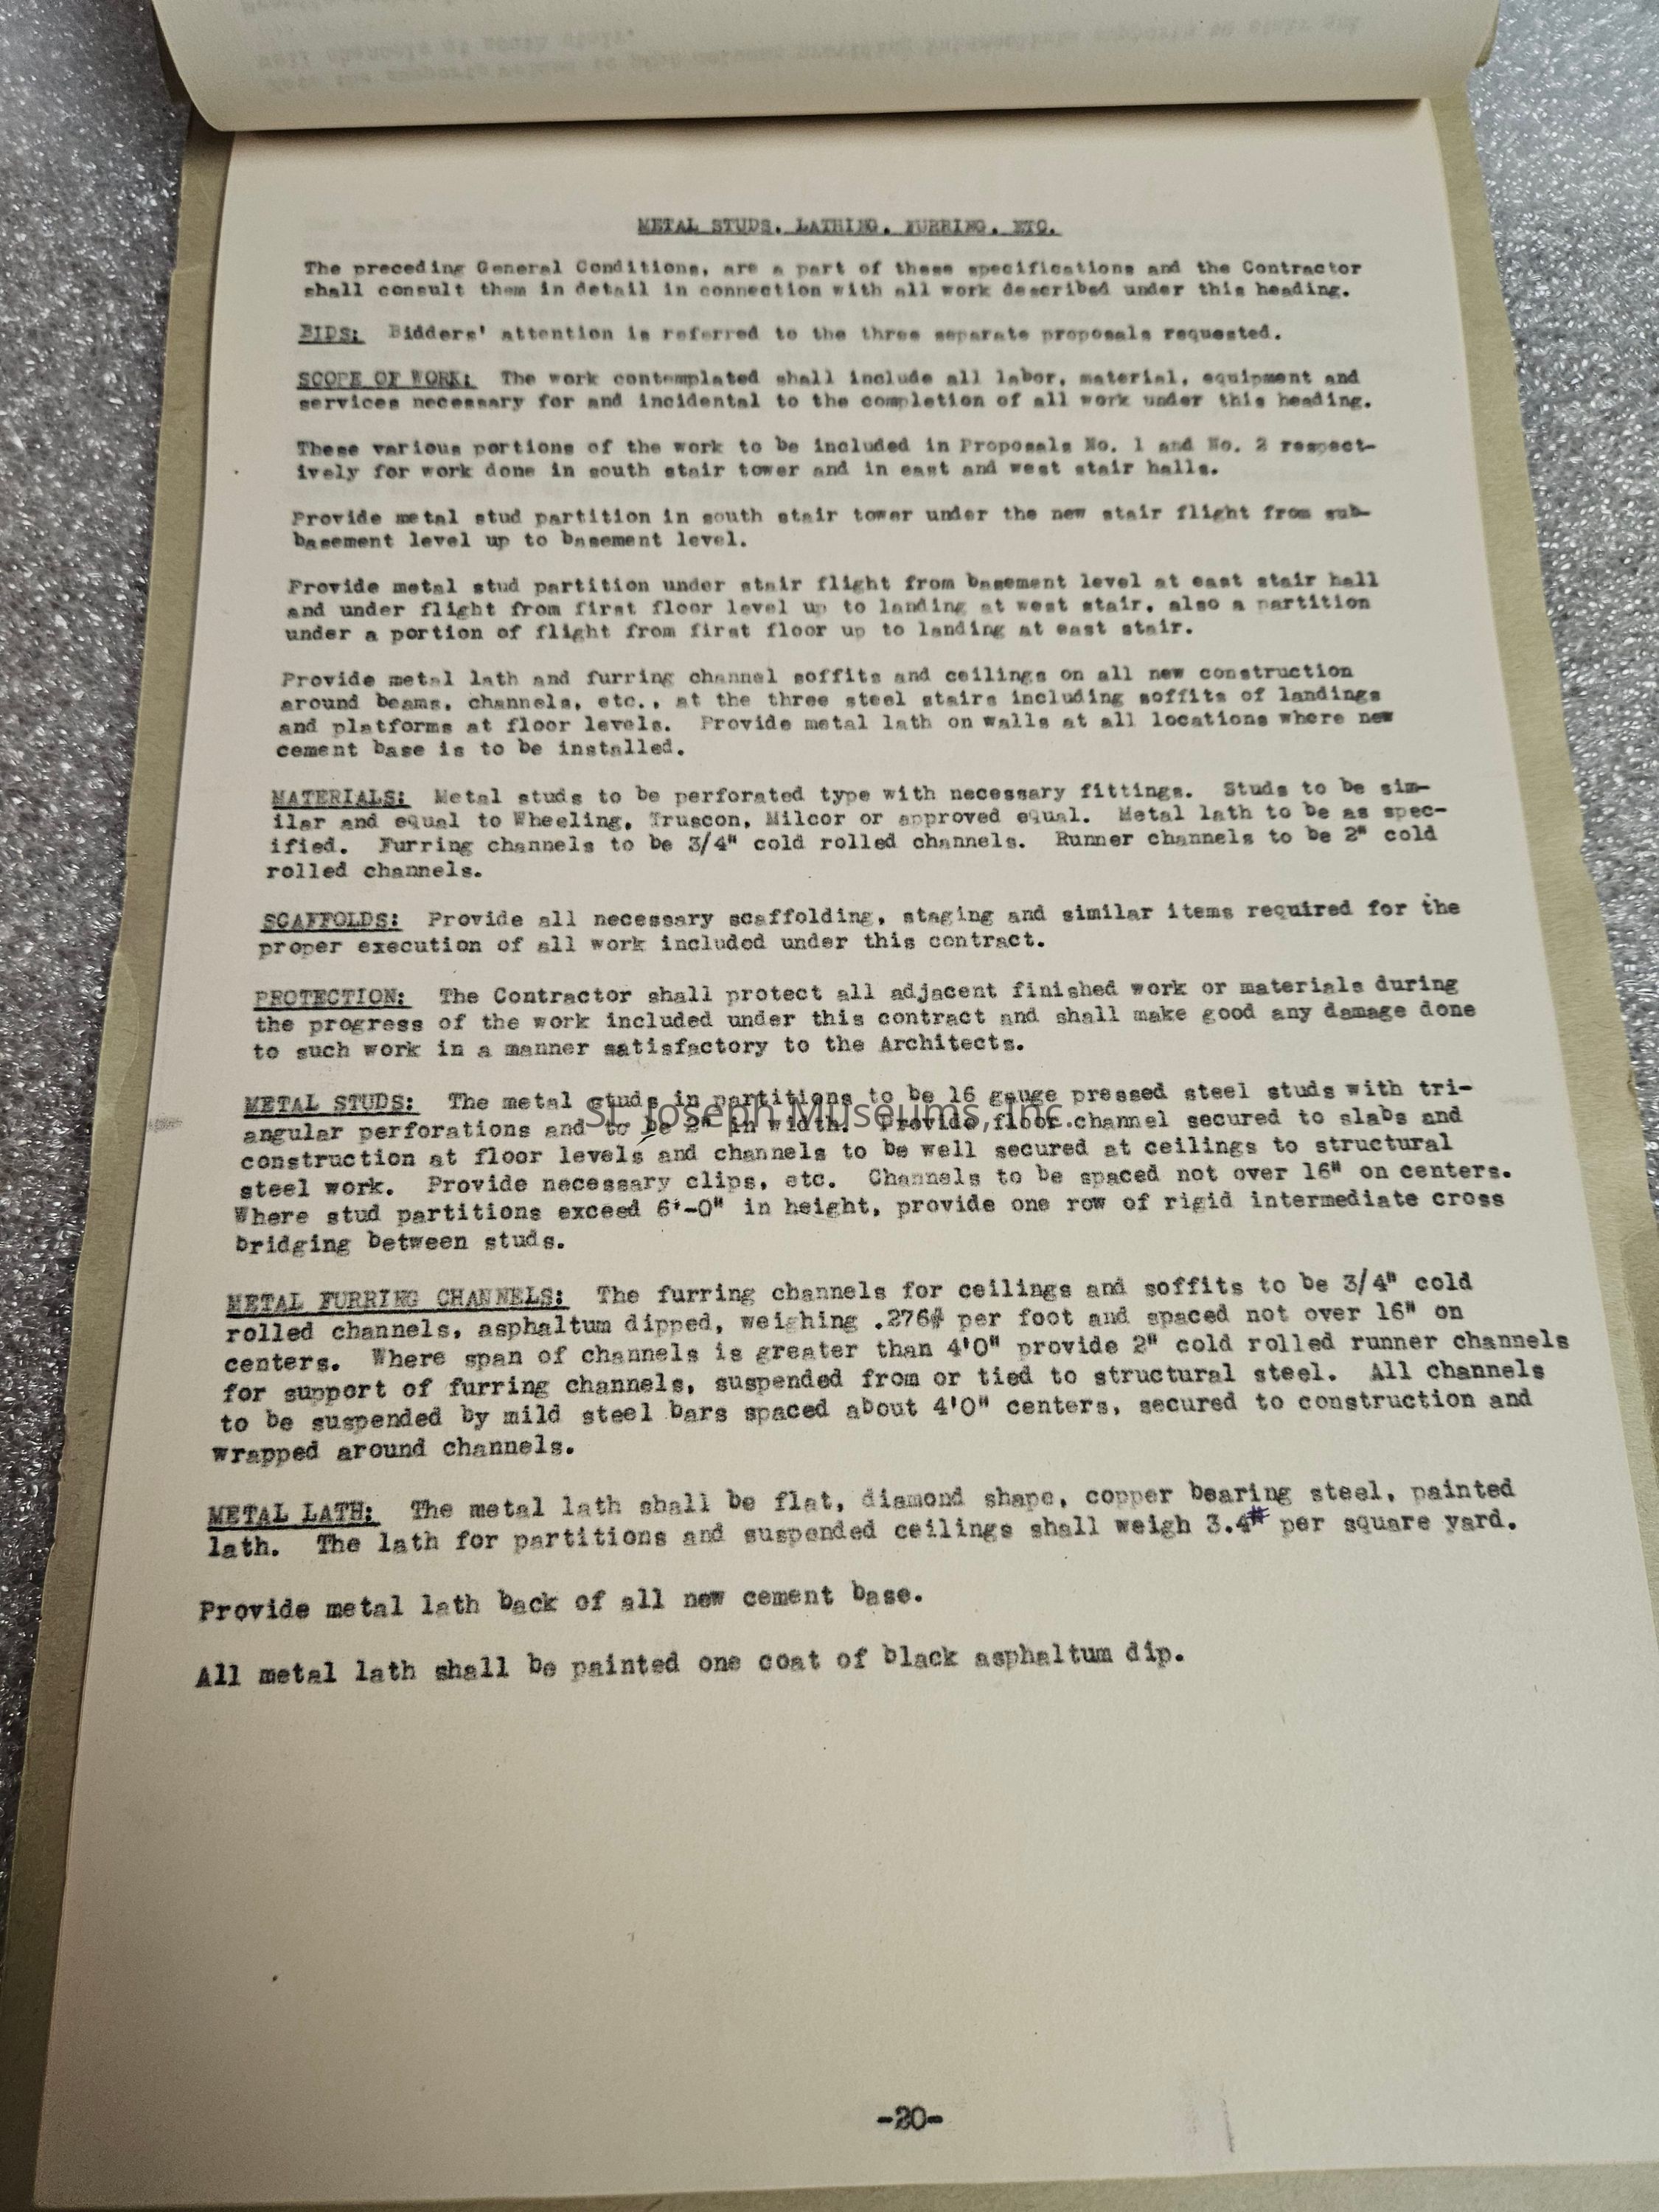 METAL STUDS, LATHING, FURRING, ETC.
The preceding General Conditions, are a part of these specifications and the Contractor
shall consult them in detail in connection with all work described under this heading.
BIDS: Bidders' attention is referred to the three separate proposals requested.
SCOPE OF WORK: The work contemplated shall include all labor, material, equipment and
services necessary for and incidental to the completion of all work under this heading.
These various portions of the work to be included in Proposals No. 1 and No. 2 respect-
ively for work done in south stair tower and in east and west stair halls.
Provide metal stud partition in south stair tower under the new stair flight from sub-
basement level up to basement level.
Provide metal stud partition under stair flight from basement level at east stair hall
and under flight from first floor level up to landing at west stair, also a partition
under a portion of flight from first floor up to landing at east stair.
Provide metal lath and furring channel soffits and ceilings on all new construction
around beams, channels, etc., at the three steel stairs including soffits of landings
and platforms at floor levels. Provide metal lath on walls at all locations where new
cement base is to be installed.
MATERIALS: Metal studs to be perforated type with necessary fittings. Studs to be sim-
ilar and equal to Wheeling, Truscon, Milcor or approved equal. Metal lath to be as spec-
ified. Furring channels to be 3/4" cold rolled channels. Runner channels to be 2" cold
rolled channels.
SCAFFOLDS: Provide all necessary scaffolding, staging and similar items required for the
proper execution of all work included under this contract.
PROTECTION: The Contractor shall protect all adjacent finished work or materials during
the progress of the work included under this contract and shall make good any damage done
to such work in a manner satisfactory to the Architects.
METAL STUDS: The metal studs in partitions to be 16 gauge pressed steel studs with tri-
St. Joseph Museums, Inc.
angular perforations and to be 2" in width. Provide floor channel secured to slabs and
construction at floor levels and channels to be well secured at ceilings to structural
steel work. Provide necessary clips, etc. Channels to be spaced not over 16" on centers.
Where stud partitions exceed 6'-0" in height, provide one row of rigid intermediate cross
bridging between studs.
METAL FURRING CHANNELS: The furring channels for ceilings and soffits to be 3/4" cold
rolled channels, asphaltum dipped, weighing .276# per foot and spaced not over 16" on
centers. Where span of channels is greater than 4'0" provide 2" cold rolled runner channels
for support of furring channels, suspended from or tied to structural steel. All channels
to be suspended by mild steel bars spaced about 4'0" centers, secured to construction and
wrapped around channels.
METAL LATH: The metal lath shall be flat, diamond shape, copper bearing steel, painted
lath. The lath for partitions and suspended ceilings shall weigh 3.4# per square yard.
Provide metal lath back of all new cement base.
All metal lath shall be painted one coat of black asphaltum dip.
-20-